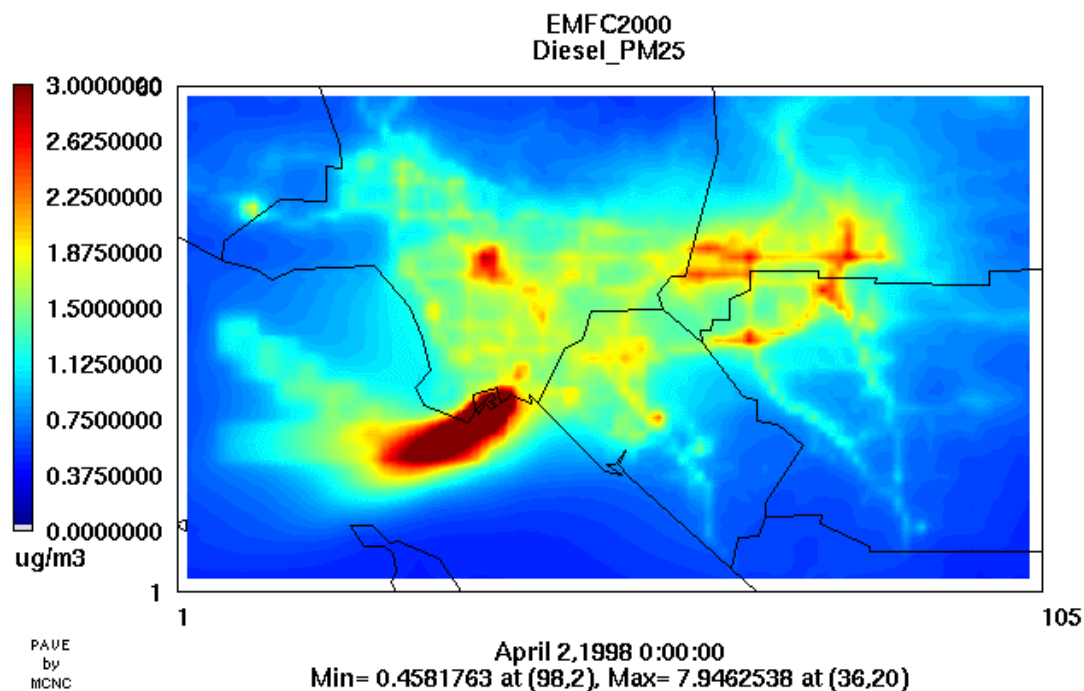 EMFC2000
Diesel_PM25
3.0000000
2.6250000
2.2500000
1.8750000
1.5000000
1.1250000
0.7500000
0.3750000
0.0000000
ug/m3
1
105
PAVE
by
MCNC
April 2,1998 0:00:00
Min= 0.4581763 at (98,2), Max= 7.9462538 at (36,20)